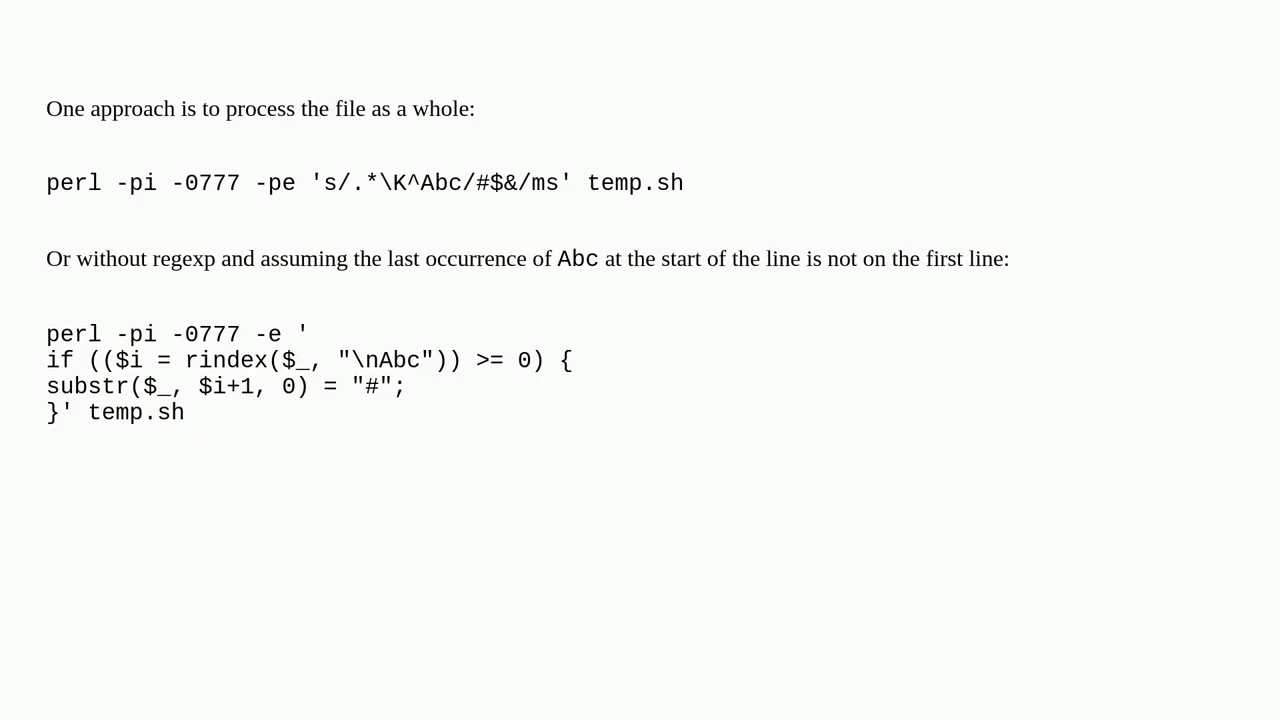 One approach is to process the file as a whole:
perl -pi -0777 -pe 's/.*\K^Abc/#$&/ms' temp.sh
Or without regexp and assuming the last occurrence of Abc at the start of the line is not on the first line:
perl -pi -0777 -e '
if (($i = rindex($_, "\nAbc")) >= 0) {
substr($_, $i+1, 0) = "#";
}' temp.sh